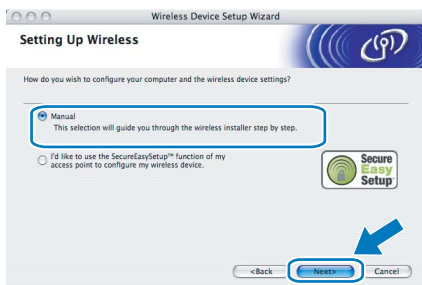 Wireless Device Setup Wizard
Setting Up Wireless
How do you wish to configure your computer and the wireless device settings?
Manual
This selection will guide you through the wireless installer step by step.
I'd like to use the SecureEasySetup™ function of my
access point to configure my wireless device.
Secure
Easy
Setup
<Back
Next>
Cancel